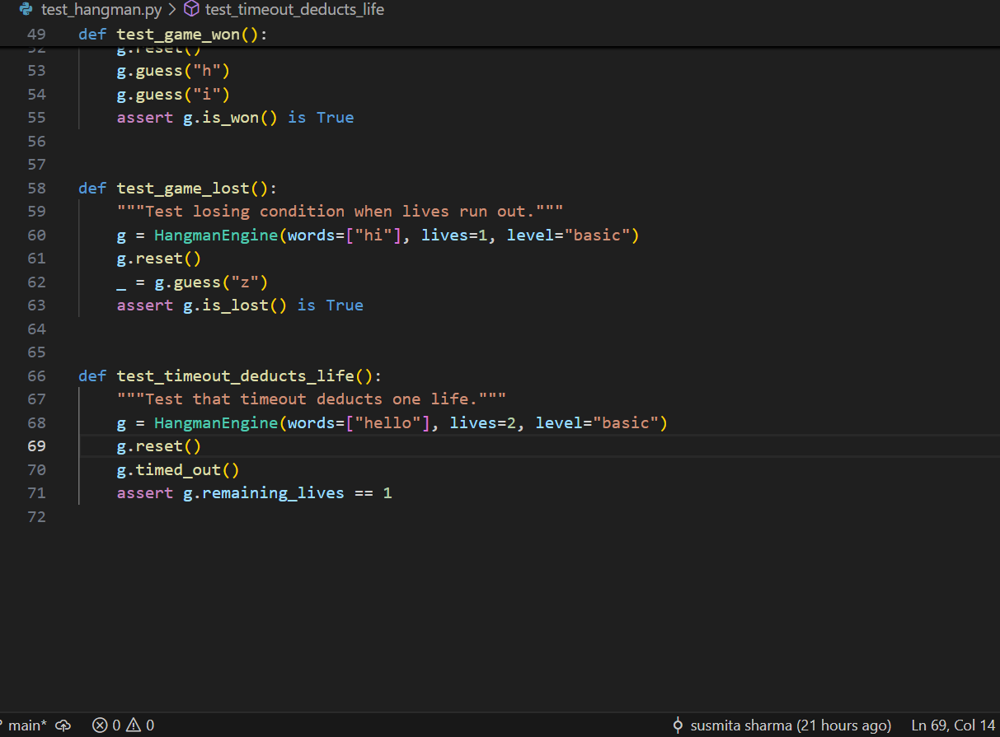 test_hangman.py > test_timeout_deducts_life
49 def test_game_won():
52 g.reset()
53 g.guess("h")
54 g.guess("i")
55 assert g.is_won() is True
56
57
58 def test_game_lost():
59 """Test losing condition when lives run out."""
60 g = HangmanEngine(words=["hi"], lives=1, level="basic")
61 g.reset()
62 _ = g.guess("z")
63 assert g.is_lost() is True
64
65
66 def test_timeout_deducts_life():
67 """Test that timeout deducts one life."""
68 g = HangmanEngine(words=["hello"], lives=2, level="basic")
69 g.reset()
70 g.timed_out()
71 assert g.remaining_lives == 1
72
main* 0 0 susmita sharma (21 hours ago) Ln 69, Col 14